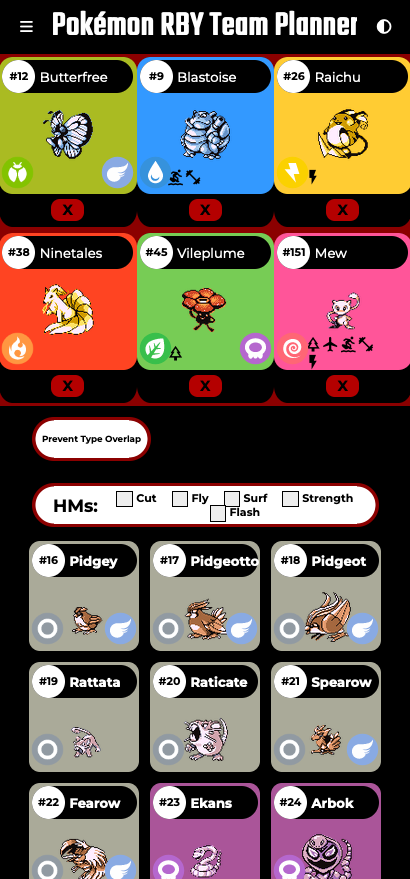 Pokémon RBY Team Planner
#12 Butterfree #9 Blastoise #26 Raichu
X X X
#38 Ninetales #45 Vileplume #151 Mew
X X X
Prevent Type Overlap
HMs: Cut Fly Surf Strength
Flash
#16 Pidgey #17 Pidgeotto #18 Pidgeot
#19 Rattata #20 Raticate #21 Spearow
#22 Fearow #23 Ekans #24 Arbok